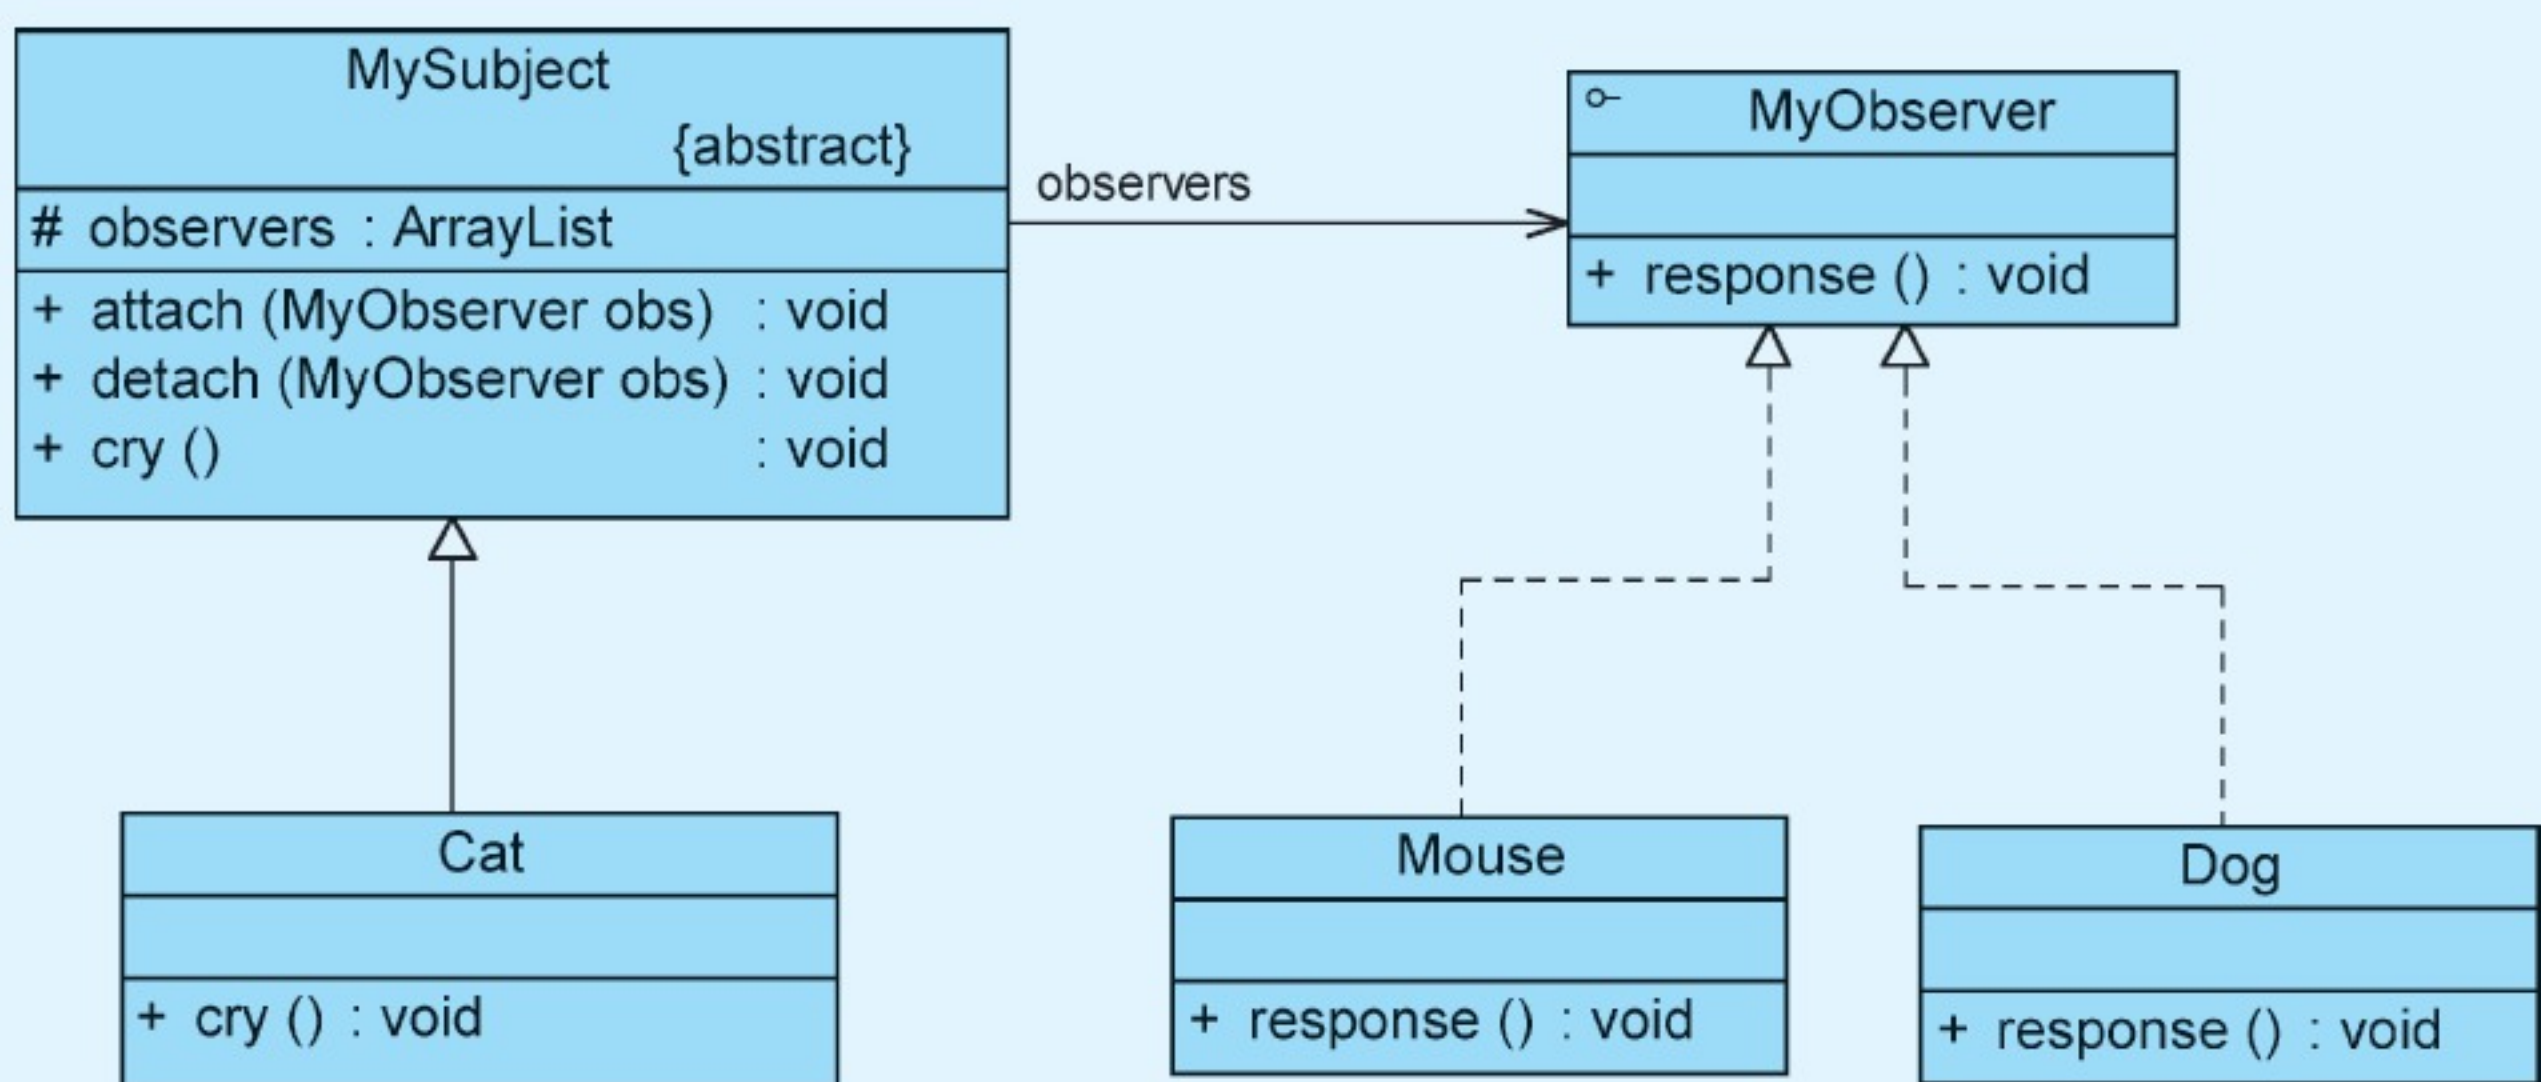 MySubject
{abstract}
# observers : ArrayList
+ attach (MyObserver obs) : void
+ detach (MyObserver obs) : void
+ cry () : void
observers
MyObserver
+ response () : void
Cat
+ cry () : void
Mouse
+ response () : void
Dog
+ response () : void